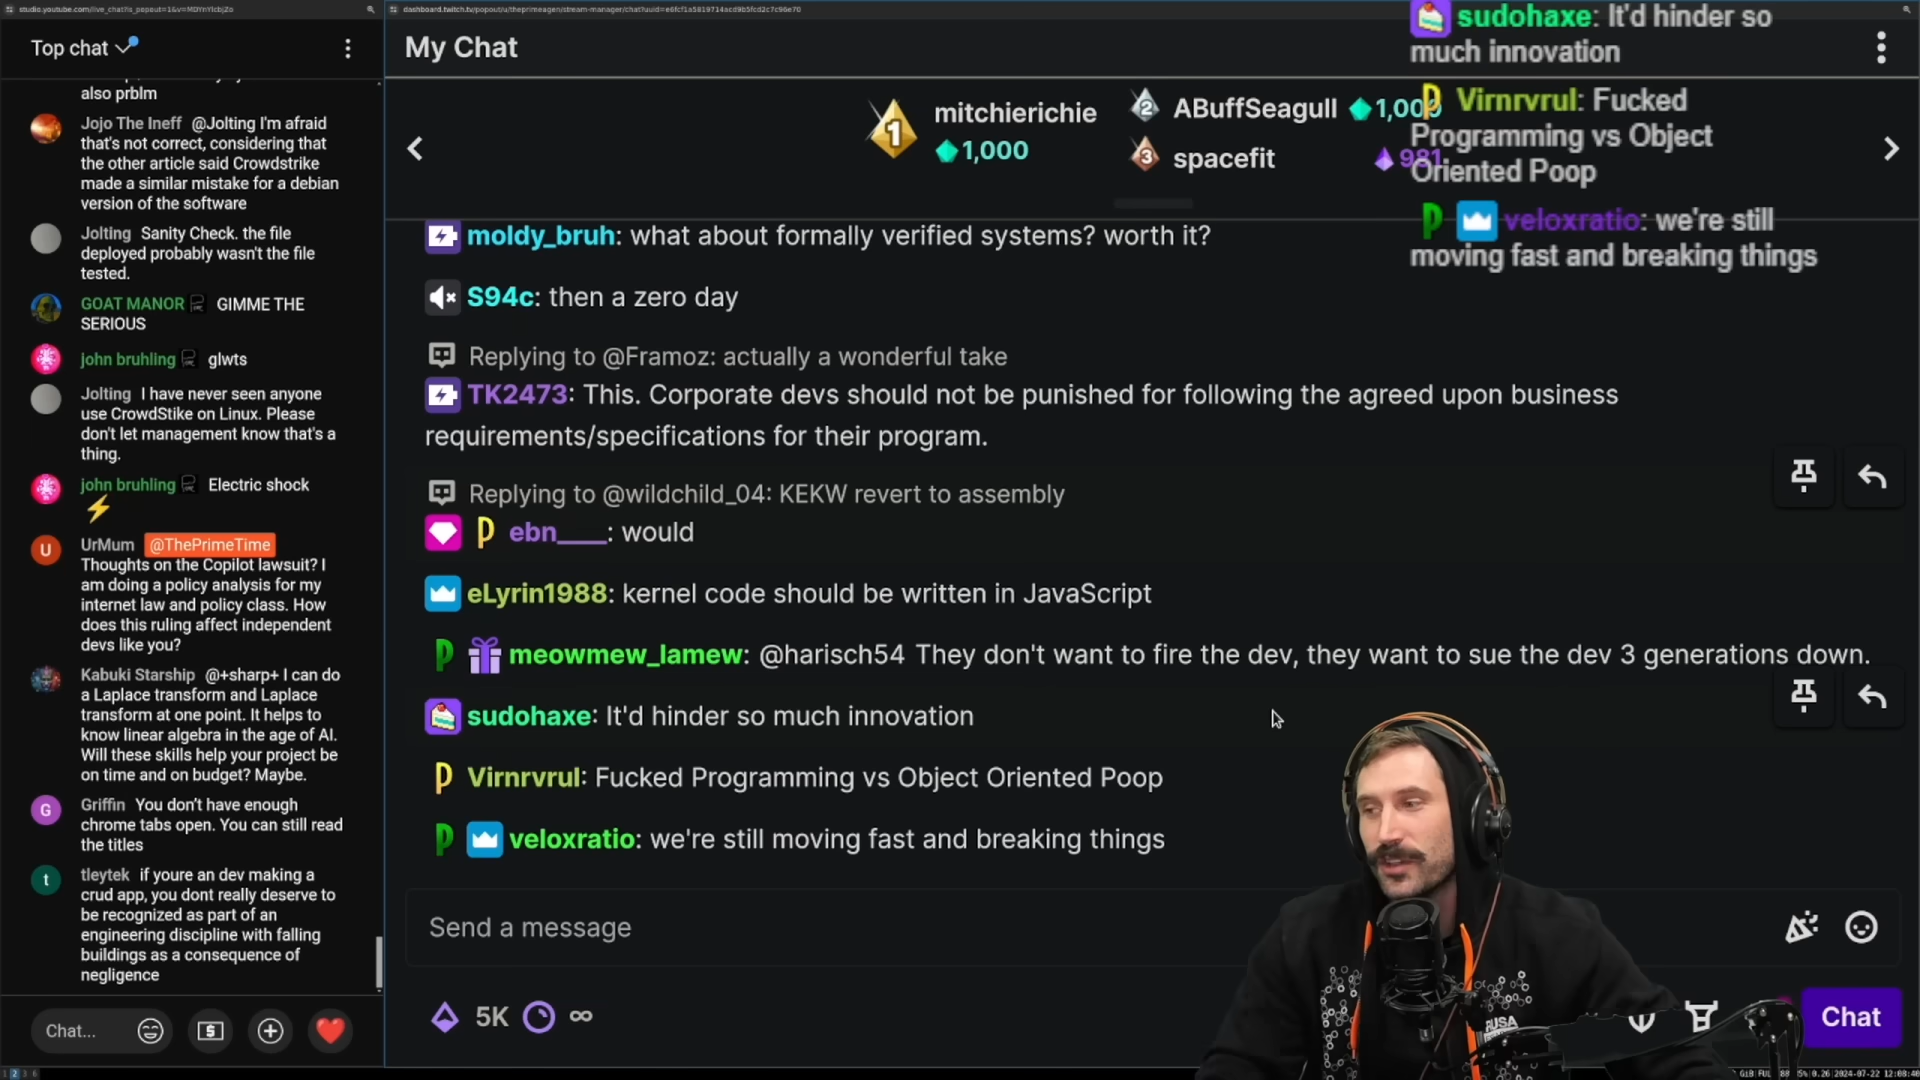 studio.youtube.com/live_chat?is_popout=1&v=MDYnYlcbjZo
Top chat
also prblm
Jojo The Ineff @Jolting I'm afraid
that's not correct, considering that
the other article said Crowdstrike
made a similar mistake for a debian
version of the software
Jolting Sanity Check. the file
deployed probably wasn't the file
tested.
GOAT MANOR GIMME THE
SERIOUS
john bruhling glwts
Jolting I have never seen anyone
use CrowdStike on Linux. Please
don't let management know that's a
thing.
john bruhling Electric shock
U
UrMum @ThePrimeTime
Thoughts on the Copilot lawsuit? I
am doing a policy analysis for my
internet law and policy class. How
does this ruling affect independent
devs like you?
Kabuki Starship @+sharp+ I can do
a Laplace transform and Laplace
transform at one point. It helps to
know linear algebra in the age of AI.
Will these skills help your project be
on time and on budget? Maybe.
G
Griffin You don’t have enough
chrome tabs open. You can still read
the titles
t
tleytek if youre an dev making a
crud app, you dont really deserve to
be recognized as part of an
engineering discipline with falling
buildings as a consequence of
negligence
Chat...
My Chat
1
mitchierichie
1,000
2 ABuffSeagull 1,000
3 spacefit 981
moldy_bruh: what about formally verified systems? worth it?
S94c: then a zero day
Replying to @Framoz: actually a wonderful take
TK2473: This. Corporate devs should not be punished for following the agreed upon business
requirements/specifications for their program.
Replying to @wildchild_04: KEKW revert to assembly
ebn____: would
eLyrin1988: kernel code should be written in JavaScript
meowmew_lamew: @harisch54 They don't want to fire the dev, they want to sue the dev 3 generations down.
sudohaxe: It'd hinder so much innovation
Virnrvrul: Fucked Programming vs Object Oriented Poop
veloxratio: we're still moving fast and breaking things
Send a message
5K ∞
Chat
sudohaxe: It'd hinder so
much innovation
Virnrvrul: Fucked
Programming vs Object
Oriented Poop
veloxratio: we're still
moving fast and breaking things
RUSA
2024-07-22 12:08:40